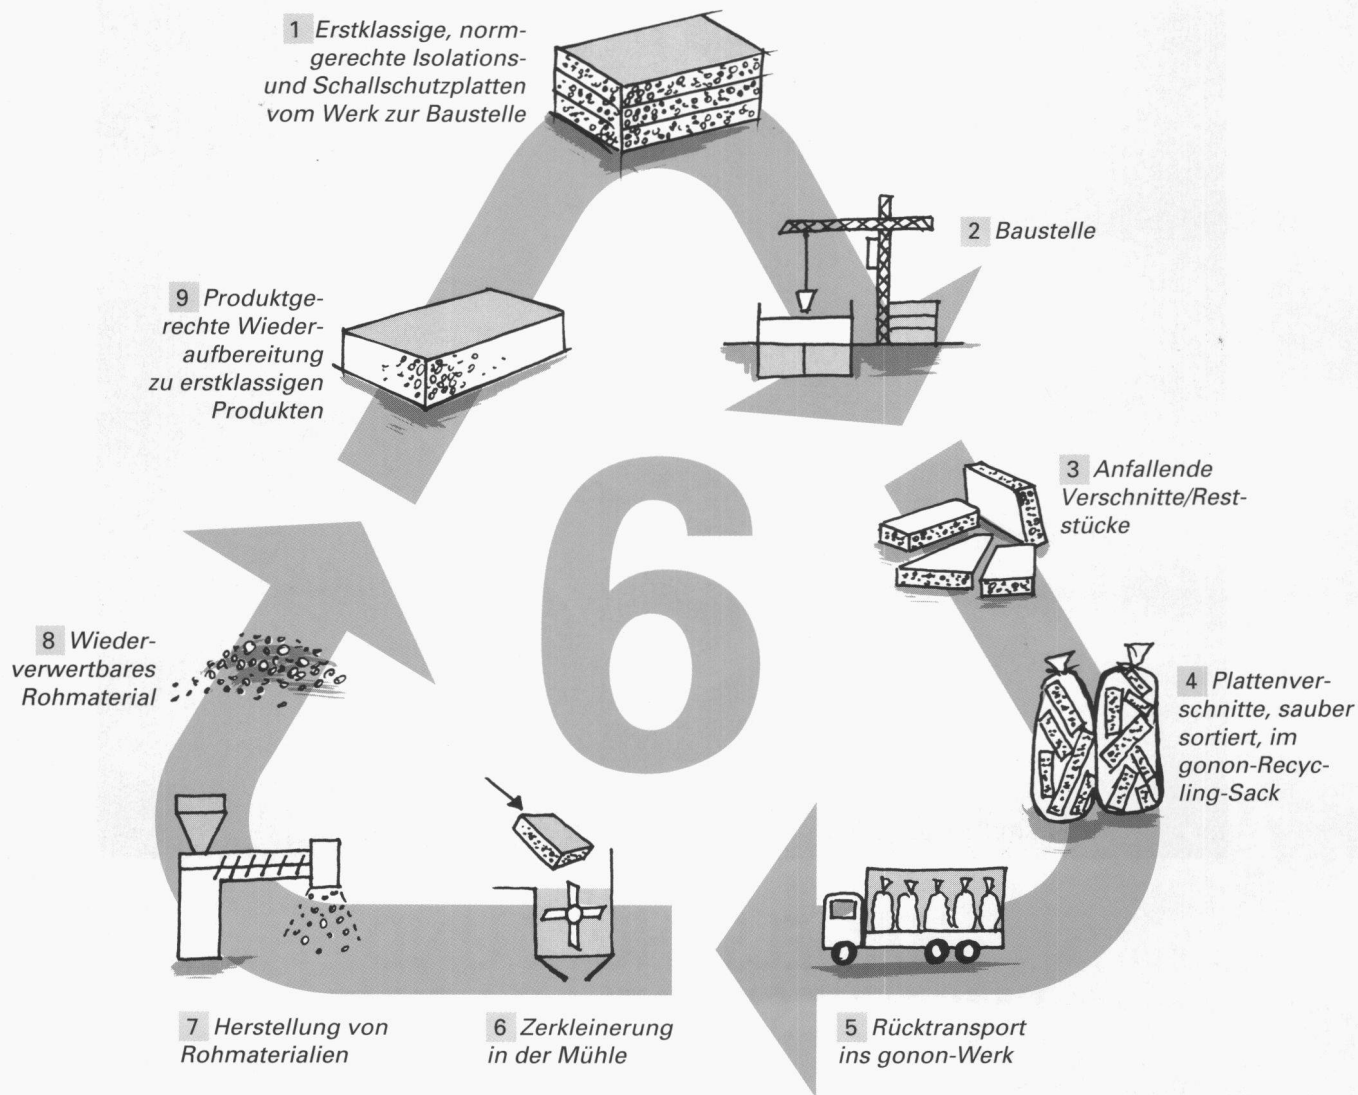 1 Erstklassige, norm-
gerechte Isolations-
und Schallschutzplatten
vom Werk zur Baustelle
2 Baustelle
3 Anfallende
Verschnitte/Rest-
stücke
4 Plattenver-
schnitte, sauber
sortiert, im
gonon-Recyc-
ling-Sack
5 Rücktransport
ins gonon-Werk
6 Zerkleinerung
in der Mühle
7 Herstellung von
Rohmaterialien
8 Wieder-
verwertbares
Rohmaterial
9 Produktge-
rechte Wieder-
aufbereitung
zu erstklassigen
Produkten
6